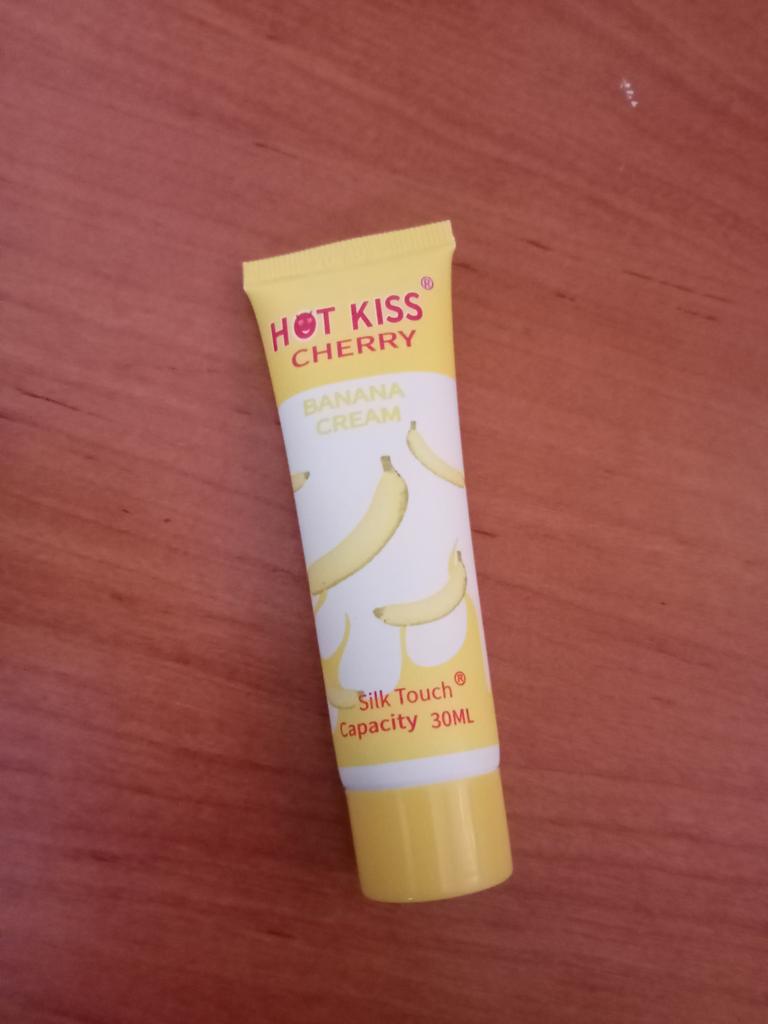 HOT KISS®
CHERRY
BANANA
CREAM
Silk Touch®
Capacity 30ML